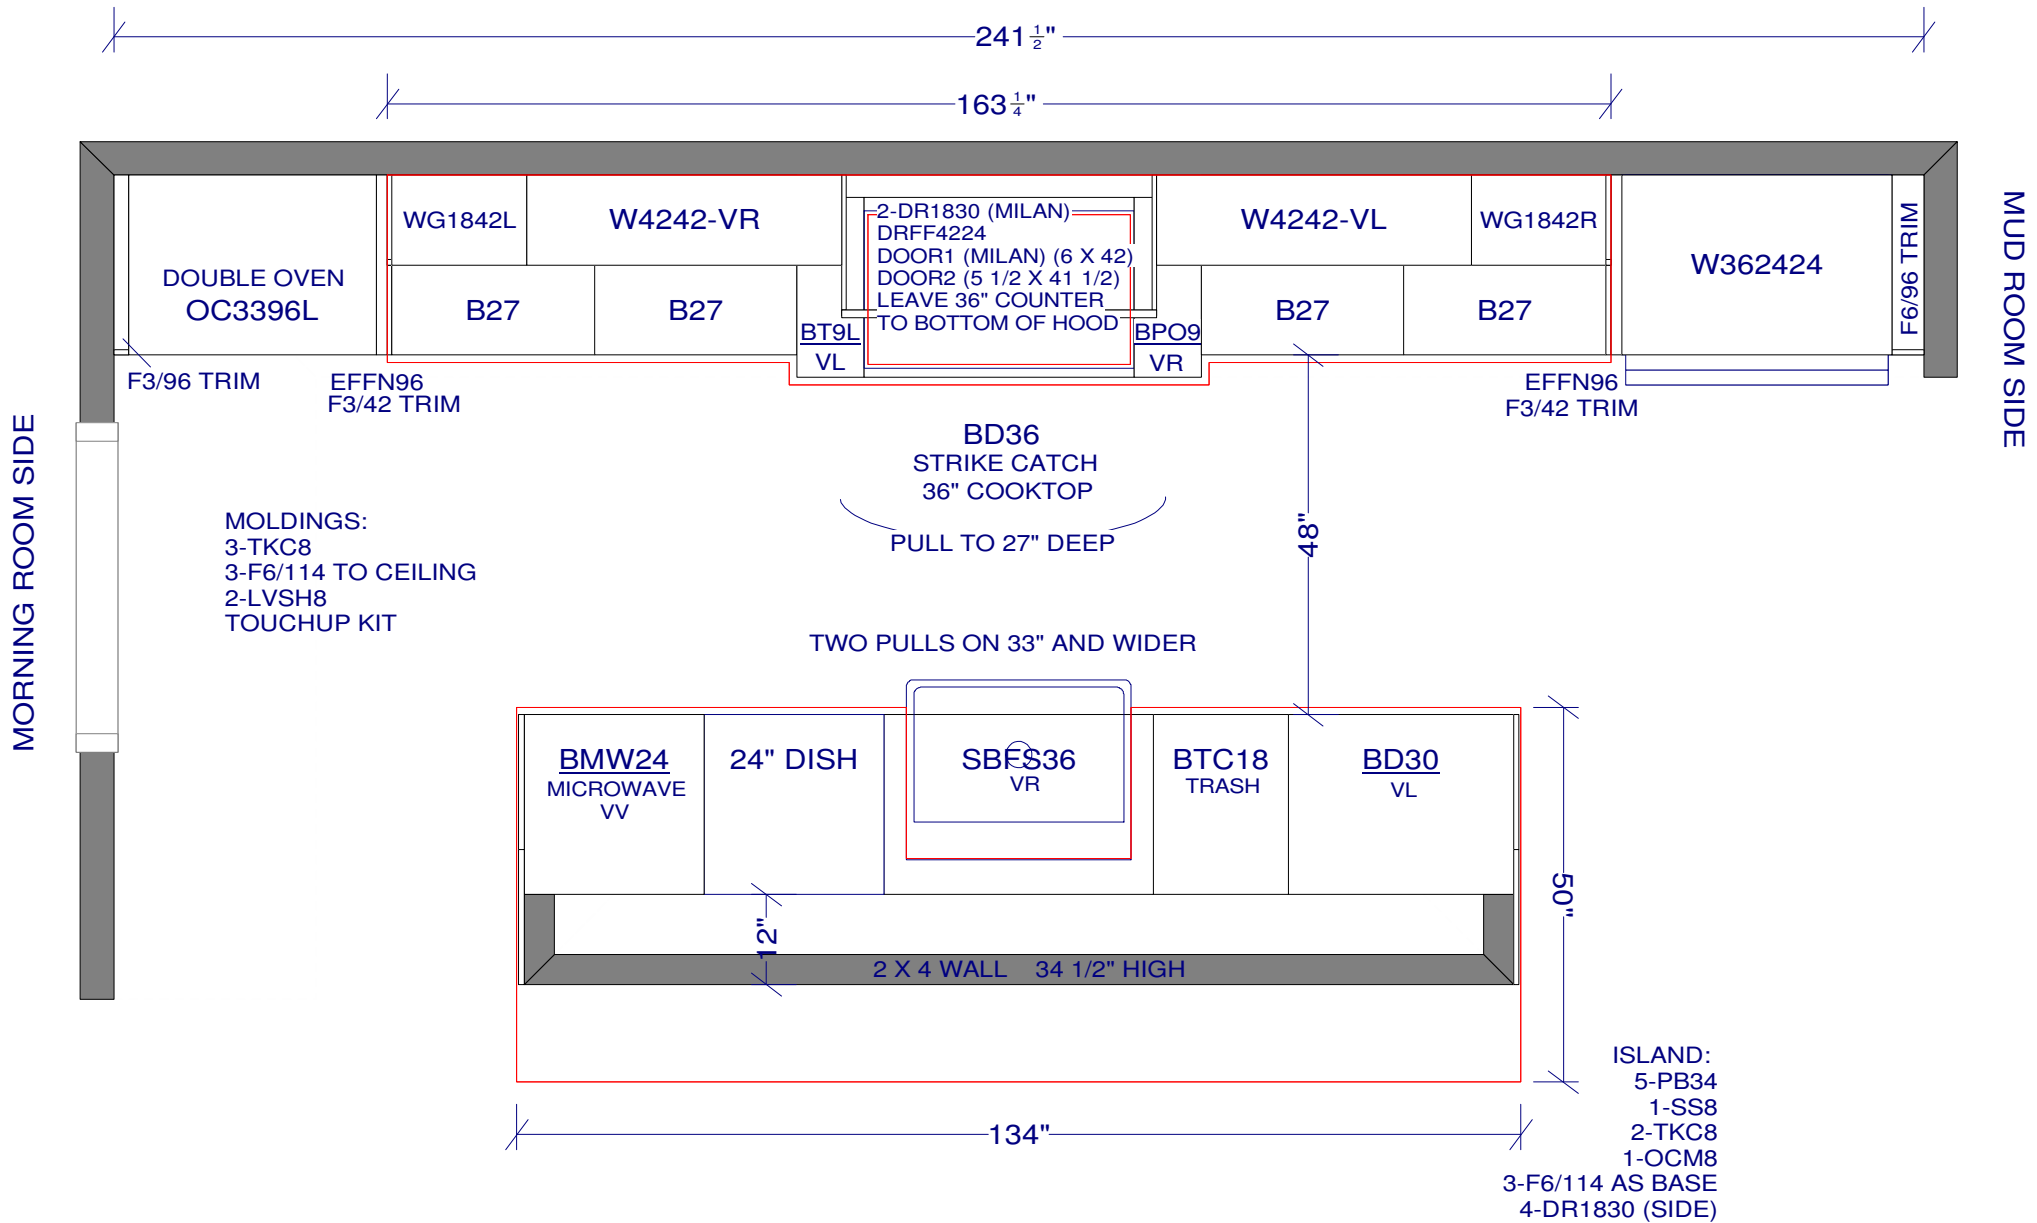 241 1/2"
163 1/4"
WG1842L
W4242-VR
2-DR1830 (MILAN)
DRFF4224
DOOR1 (MILAN) (6 X 42)
DOOR2 (5 1/2 X 41 1/2)
LEAVE 36" COUNTER
TO BOTTOM OF HOOD
W4242-VL
WG1842R
DOUBLE OVEN
OC3396L
B27
B27
BT9L
VL
BPO9
VR
B27
B27
W362424
F6/96 TRIM
MUD ROOM SIDE
F3/96 TRIM
EFFN96
F3/42 TRIM
EFFN96
F3/42 TRIM
BD36
STRIKE CATCH
36" COOKTOP
PULL TO 27" DEEP
48"
MORNING ROOM SIDE
MOLDINGS:
3-TKC8
3-F6/114 TO CEILING
2-LVSH8
TOUCHUP KIT
TWO PULLS ON 33" AND WIDER
BMW24
MICROWAVE
VV
24" DISH
SBFS36
VR
BTC18
TRASH
BD30
VL
12"
50"
2 X 4 WALL 34 1/2" HIGH
134"
ISLAND:
5-PB34
1-SS8
2-TKC8
1-OCM8
3-F6/114 AS BASE
4-DR1830 (SIDE)